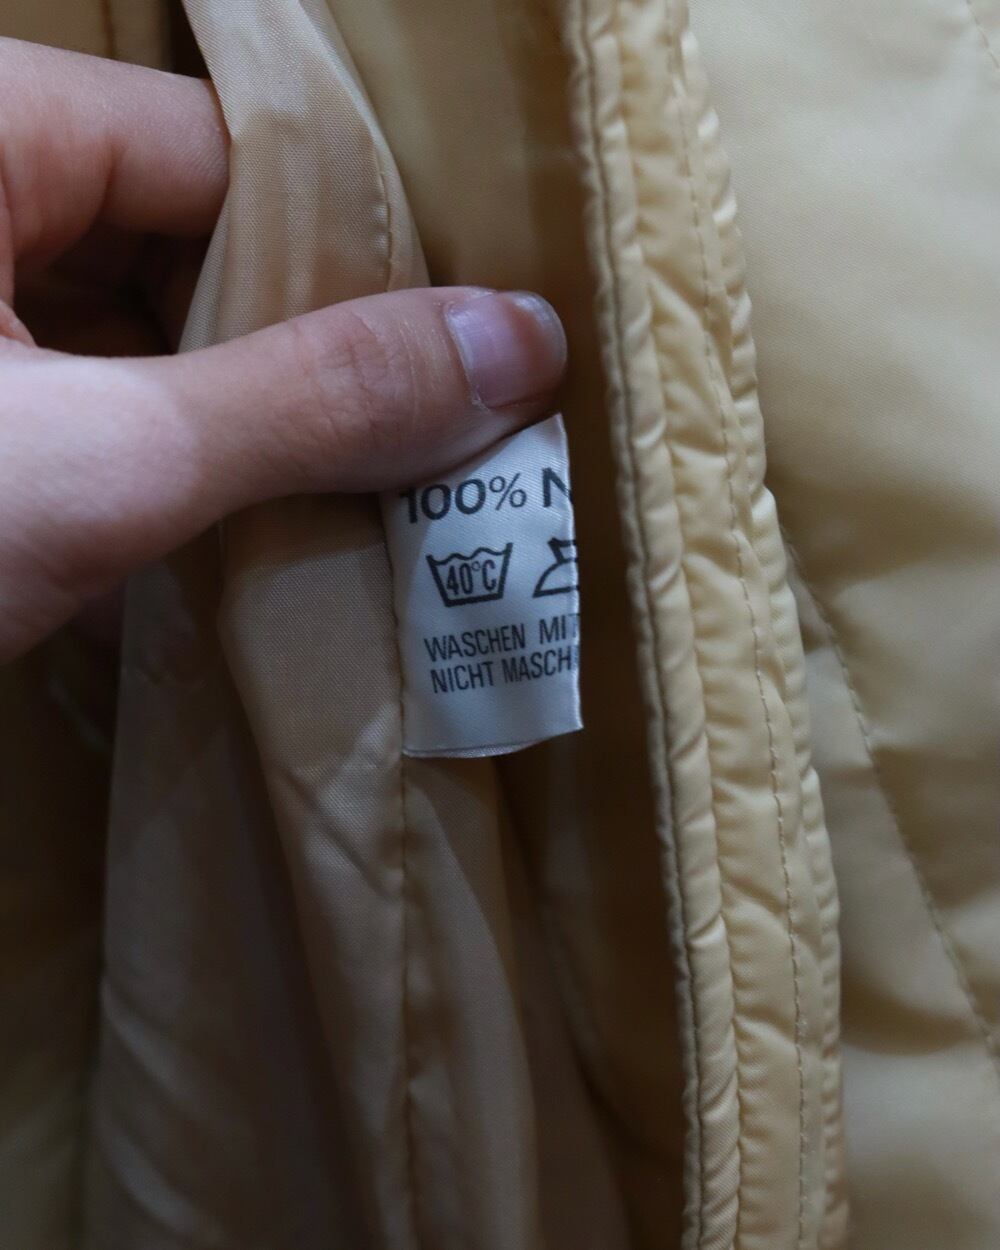 100% N
40°C
WASCHEN MIT
NICHT MASCH